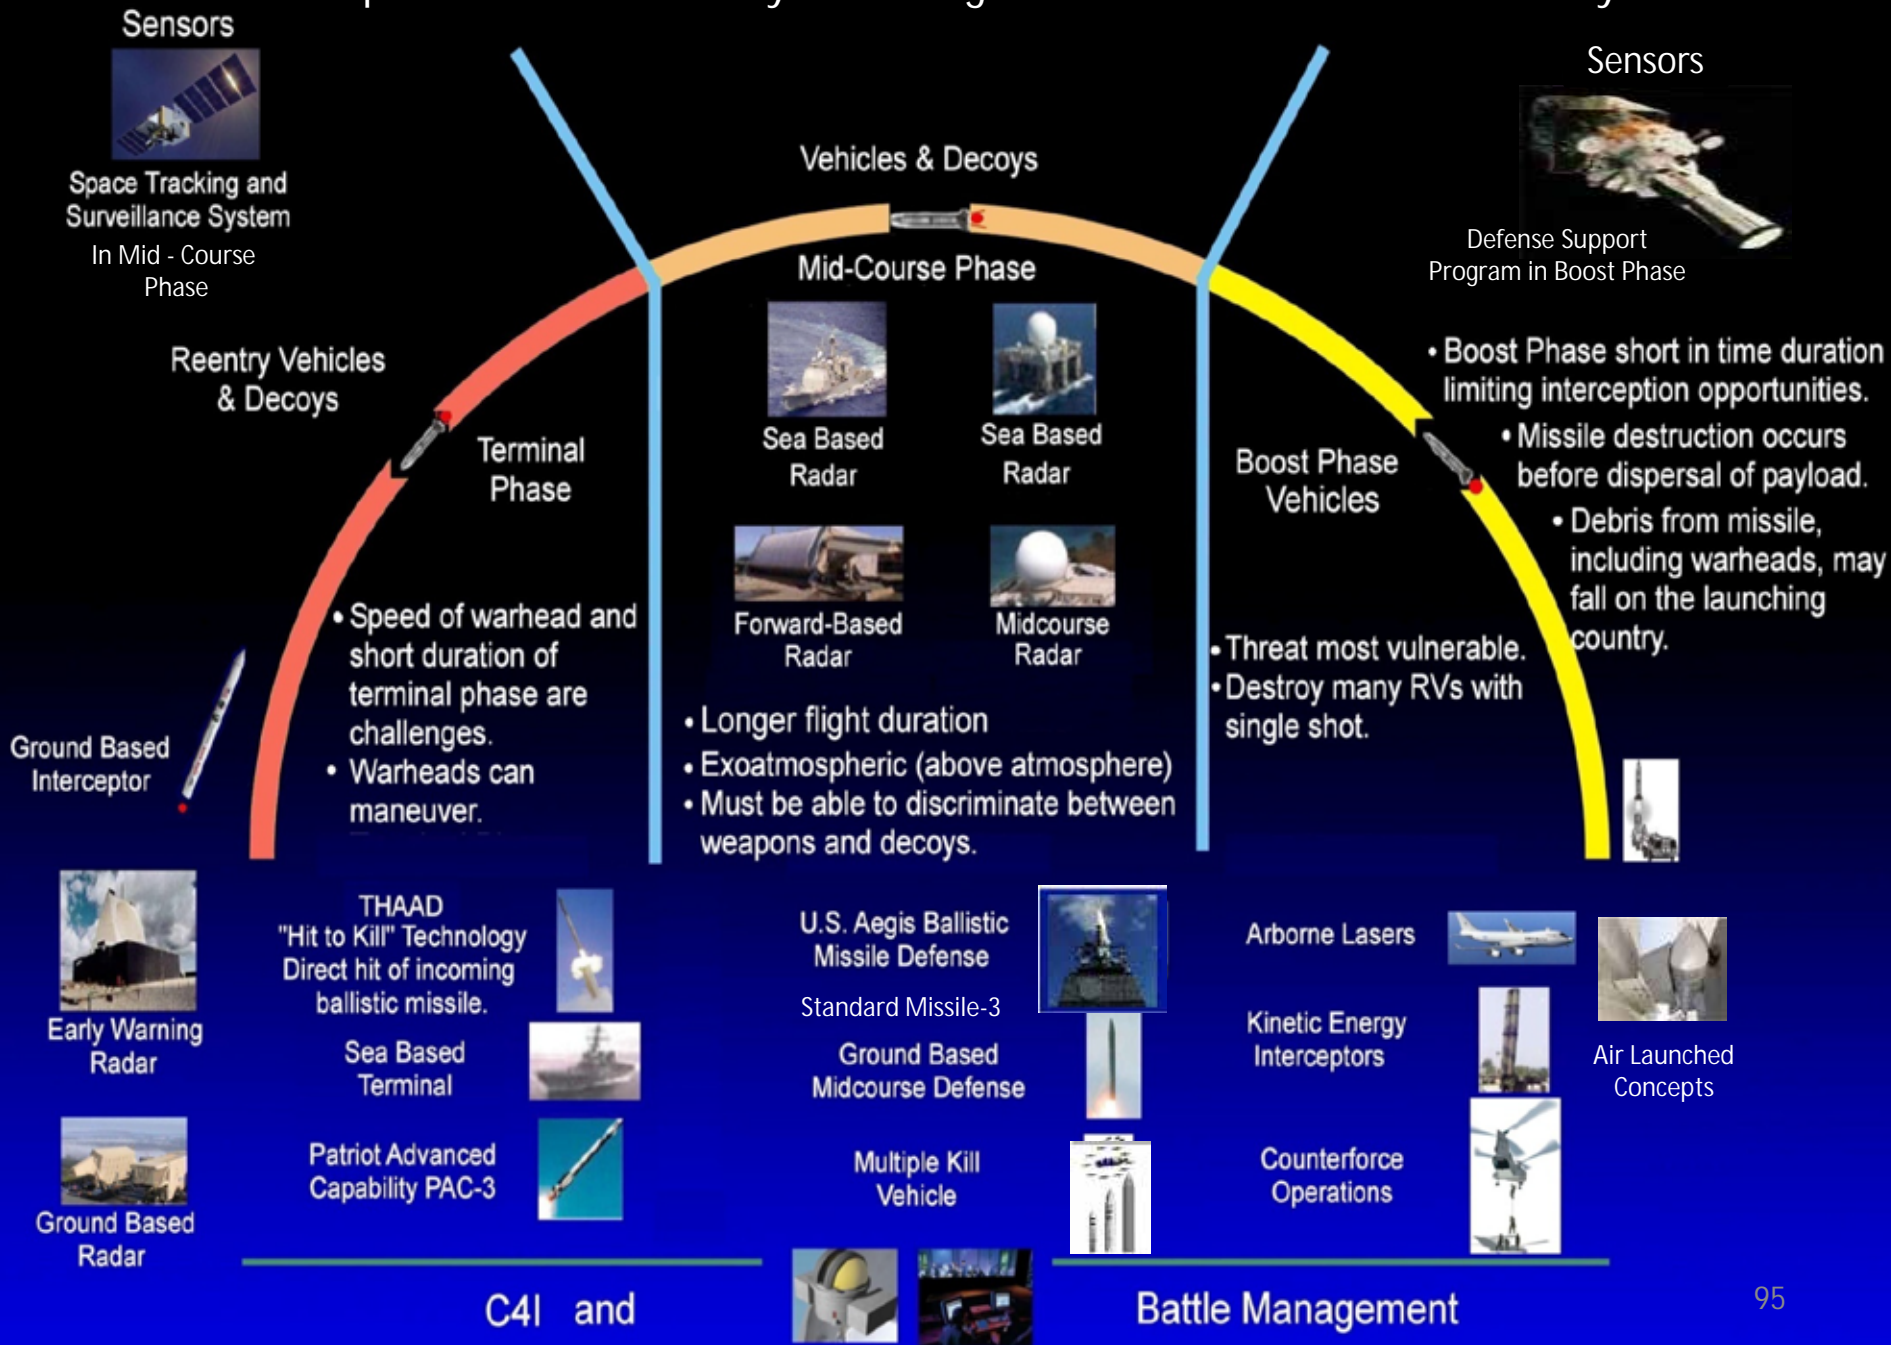 Sensors
Space Tracking and
Surveillance System
In Mid - Course
Phase
Vehicles & Decoys
Mid-Course Phase
Sensors
Defense Support
Program in Boost Phase
Reentry Vehicles
& Decoys
Terminal
Phase
Sea Based
Radar
Sea Based
Radar
Forward-Based
Radar
Midcourse
Radar
Boost Phase
Vehicles
• Boost Phase short in time duration
limiting interception opportunities.
• Missile destruction occurs
before dispersal of payload.
• Debris from missile,
including warheads, may
fall on the launching
country.
• Speed of warhead and
short duration of
terminal phase are
challenges.
• Warheads can
maneuver.
• Longer flight duration
• Exoatmospheric (above atmosphere)
• Must be able to discriminate between
weapons and decoys.
• Threat most vulnerable.
• Destroy many RVs with
single shot.
Ground Based
Interceptor
Early Warning
Radar
Ground Based
Radar
THAAD
"Hit to Kill" Technology
Direct hit of incoming
ballistic missile.
Sea Based
Terminal
Patriot Advanced
Capability PAC-3
U.S. Aegis Ballistic
Missile Defense
Standard Missile-3
Ground Based
Midcourse Defense
Multiple Kill
Vehicle
Arborne Lasers
Kinetic Energy
Interceptors
Counterforce
Operations
Air Launched
Concepts
C4I and
Battle Management
95